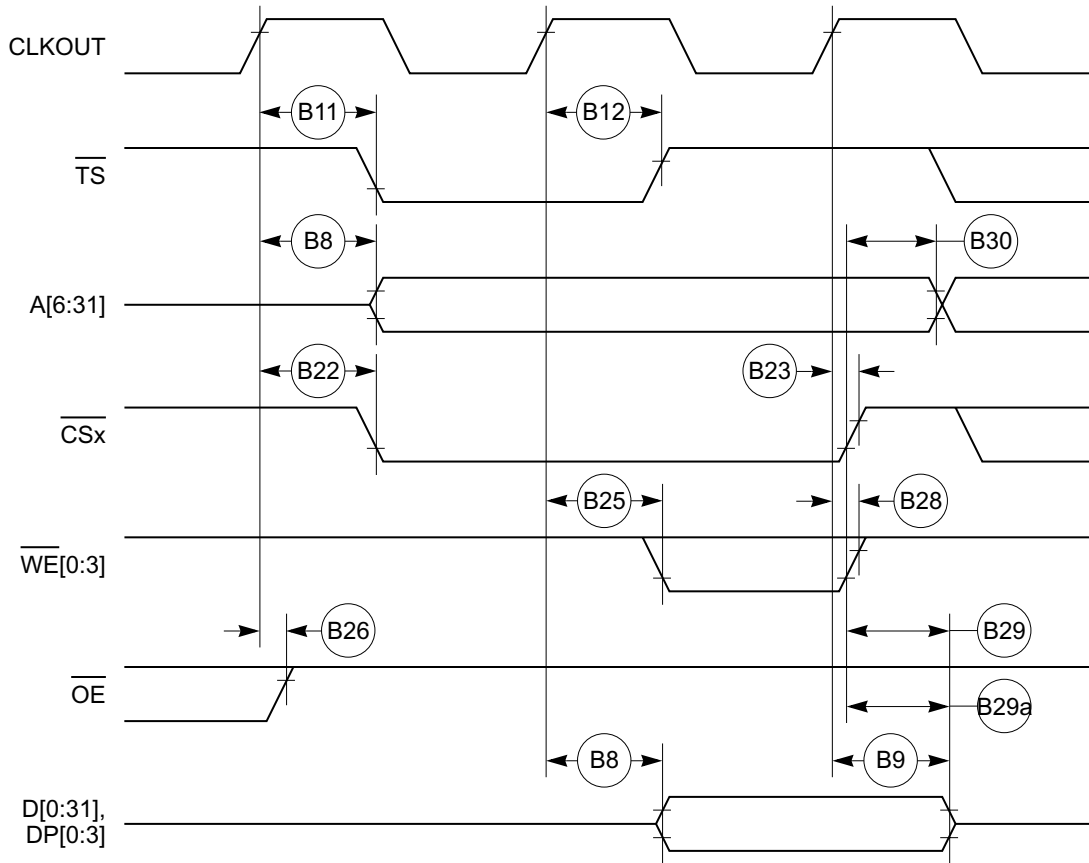 CLKOUT
B11
B12
TS
B8
B30
A[6:31]
B22
B23
CSx
B25
B28
WE[0:3]
B26
B29
OE
B29a
B8
B9
D[0:31],
DP[0:3]